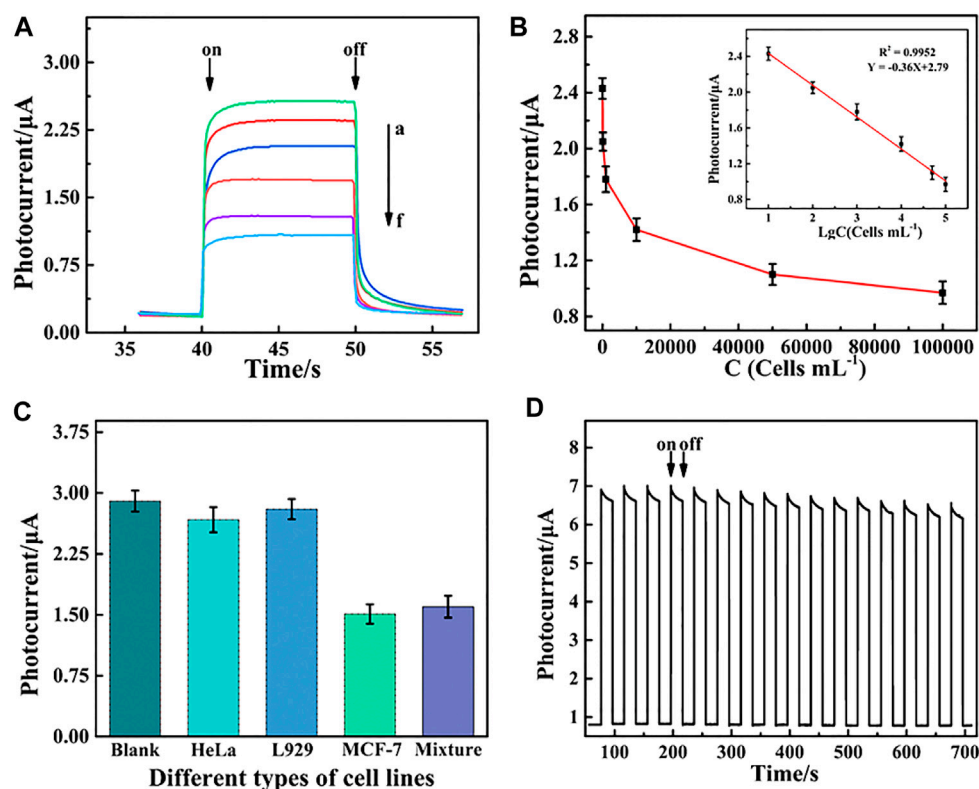 A
on
off
a
f
3.00
2.25
1.50
0.75
0.00
35
40
45
50
55
Photocurrent/µA
Time/s
B
2.8
2.4
2.0
1.6
1.2
0.8
0
20000
40000
60000
80000
100000
Photocurrent/µA
C (Cells mL⁻¹)
R² = 0.9952
Y = -0.36X+2.79
2.4
1.8
1.2
0.8
1
2
3
4
5
Photocurrent/µA
LgC(Cells mL⁻¹)
C
3.75
3.00
2.25
1.50
0.75
0.00
Blank
HeLa
L929
MCF-7
Mixture
Photocurrent/µA
Different types of cell lines
D
on off
8
7
6
5
4
3
2
1
100
200
300
400
500
600
700
Photocurrent/µA
Time/s